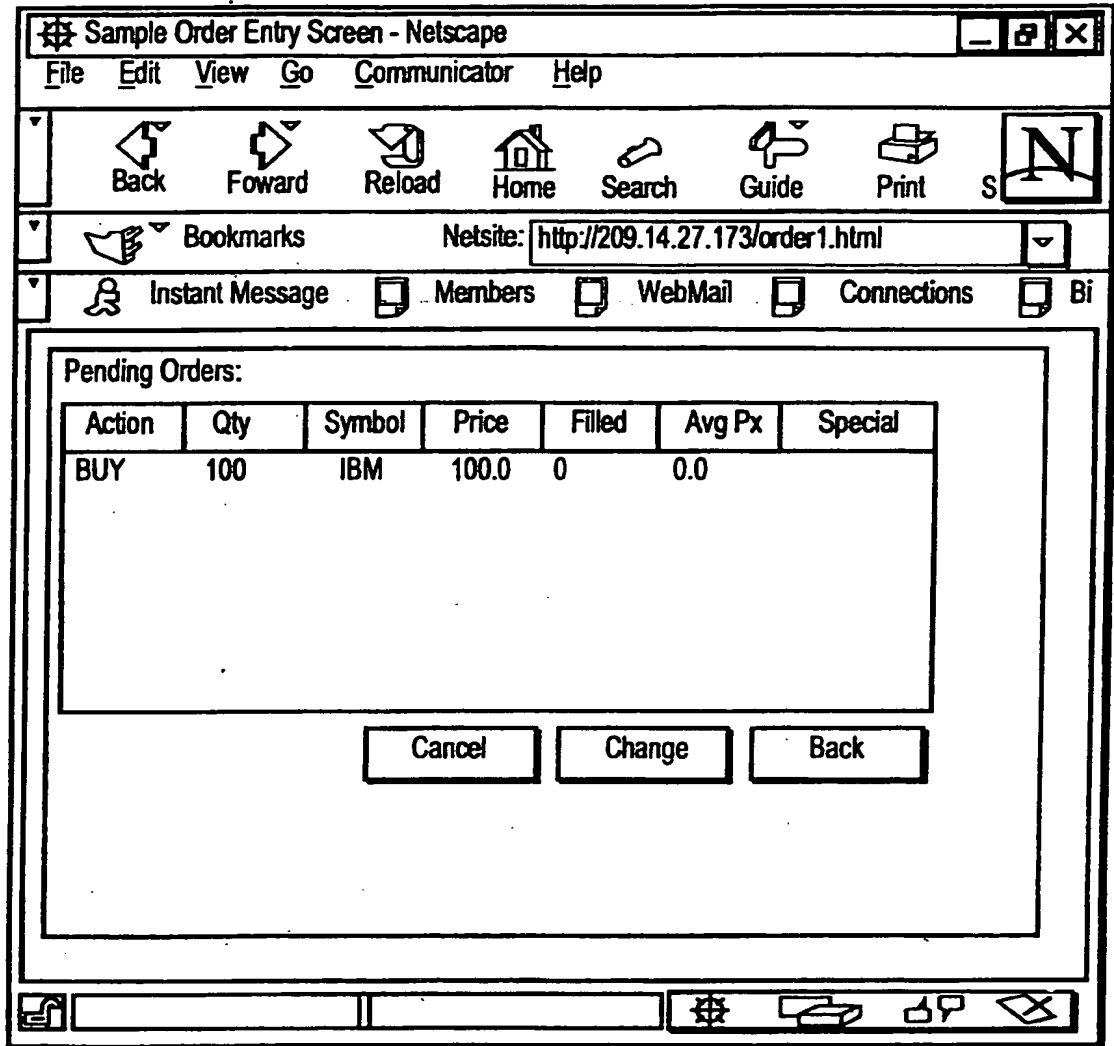 Sample Order Entry Screen - Netscape
File Edit View Go Communicator Help
Back Foward Reload Home Search Guide Print S N
Bookmarks Netsite: http://209.14.27.173/order1.html
Instant Message Members WebMail Connections Bi
Pending Orders:
Action Qty Symbol Price Filled Avg Px Special
BUY 100 IBM 100.0 0 0.0
Cancel Change Back